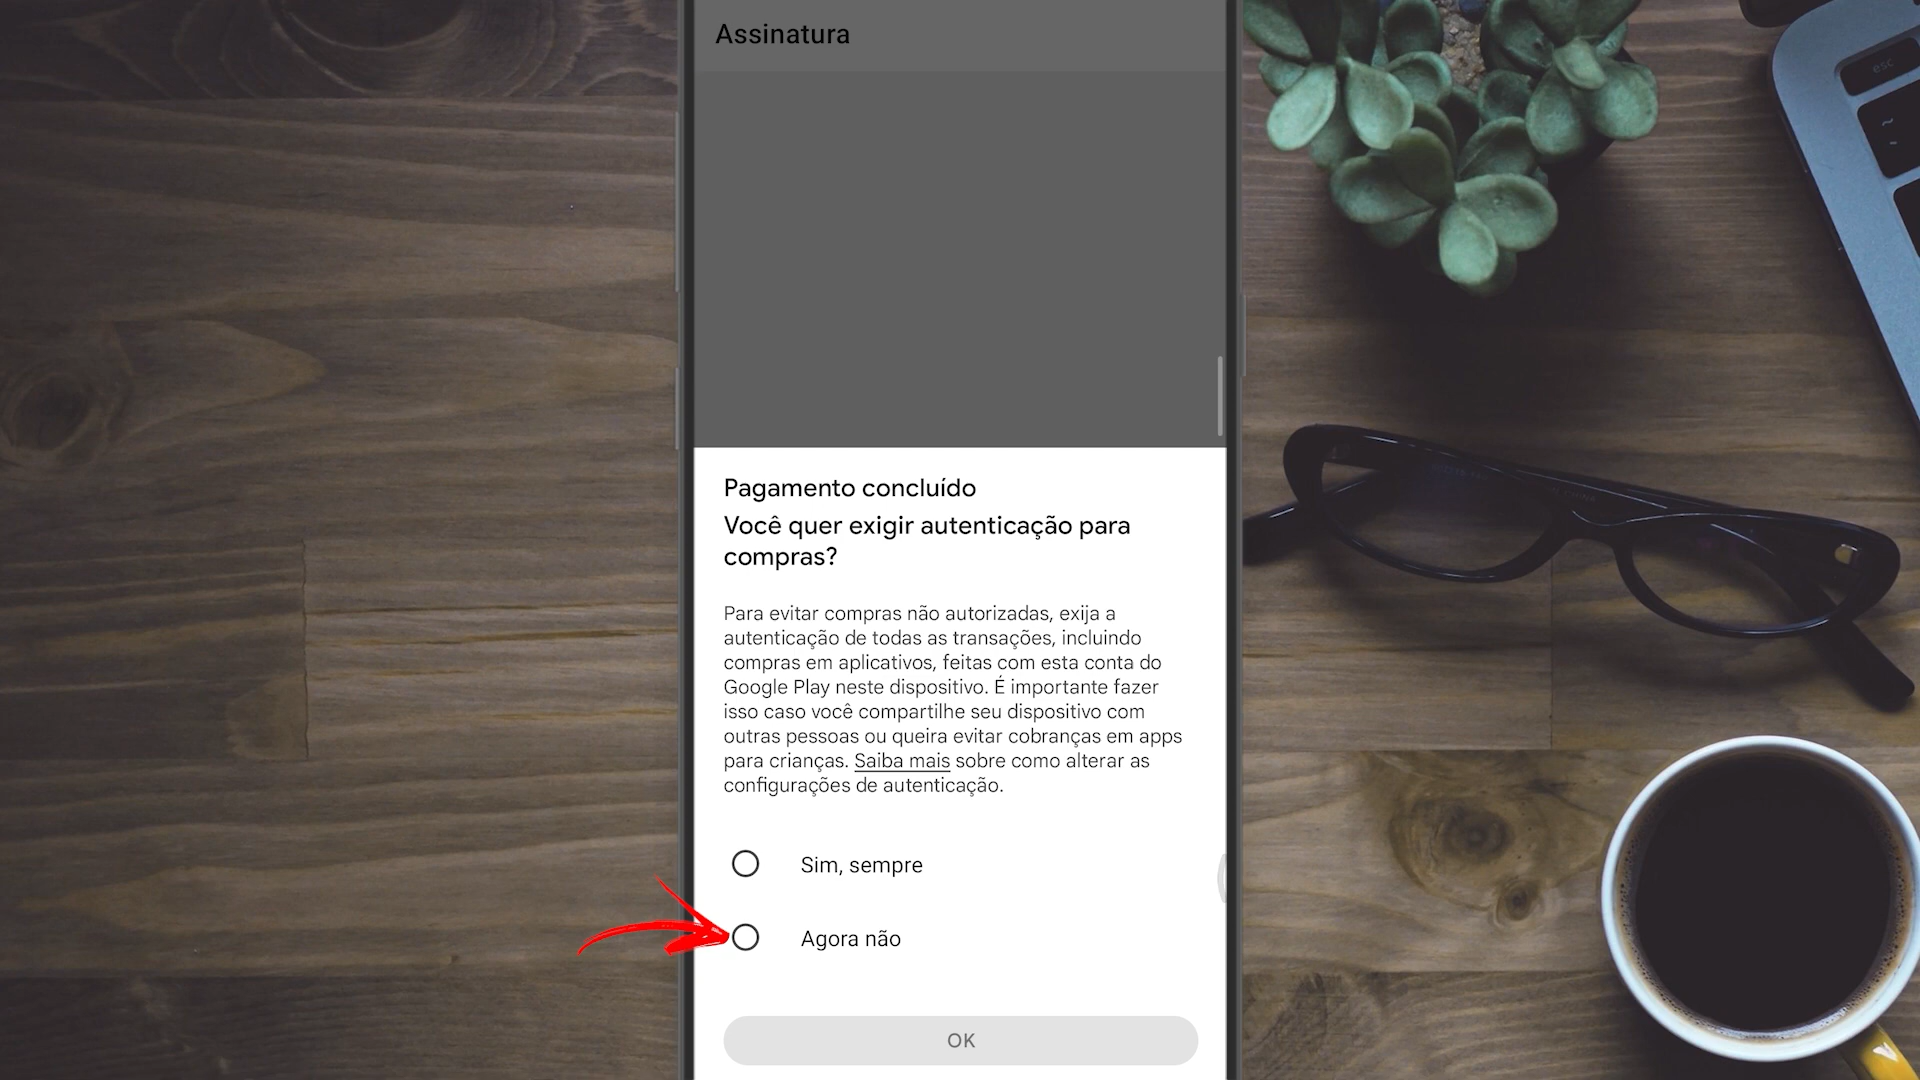 Assinatura
Pagamento concluído
Você quer exigir autenticação para
compras?
Para evitar compras não autorizadas, exija a
autenticação de todas as transações, incluindo
compras em aplicativos, feitas com esta conta do
Google Play neste dispositivo. É importante fazer
isso caso você compartilhe seu dispositivo com
outras pessoas ou queira evitar cobranças em apps
para crianças. Saiba mais sobre como alterar as
configurações de autenticação.
Sim, sempre
Agora não
OK
esc
~